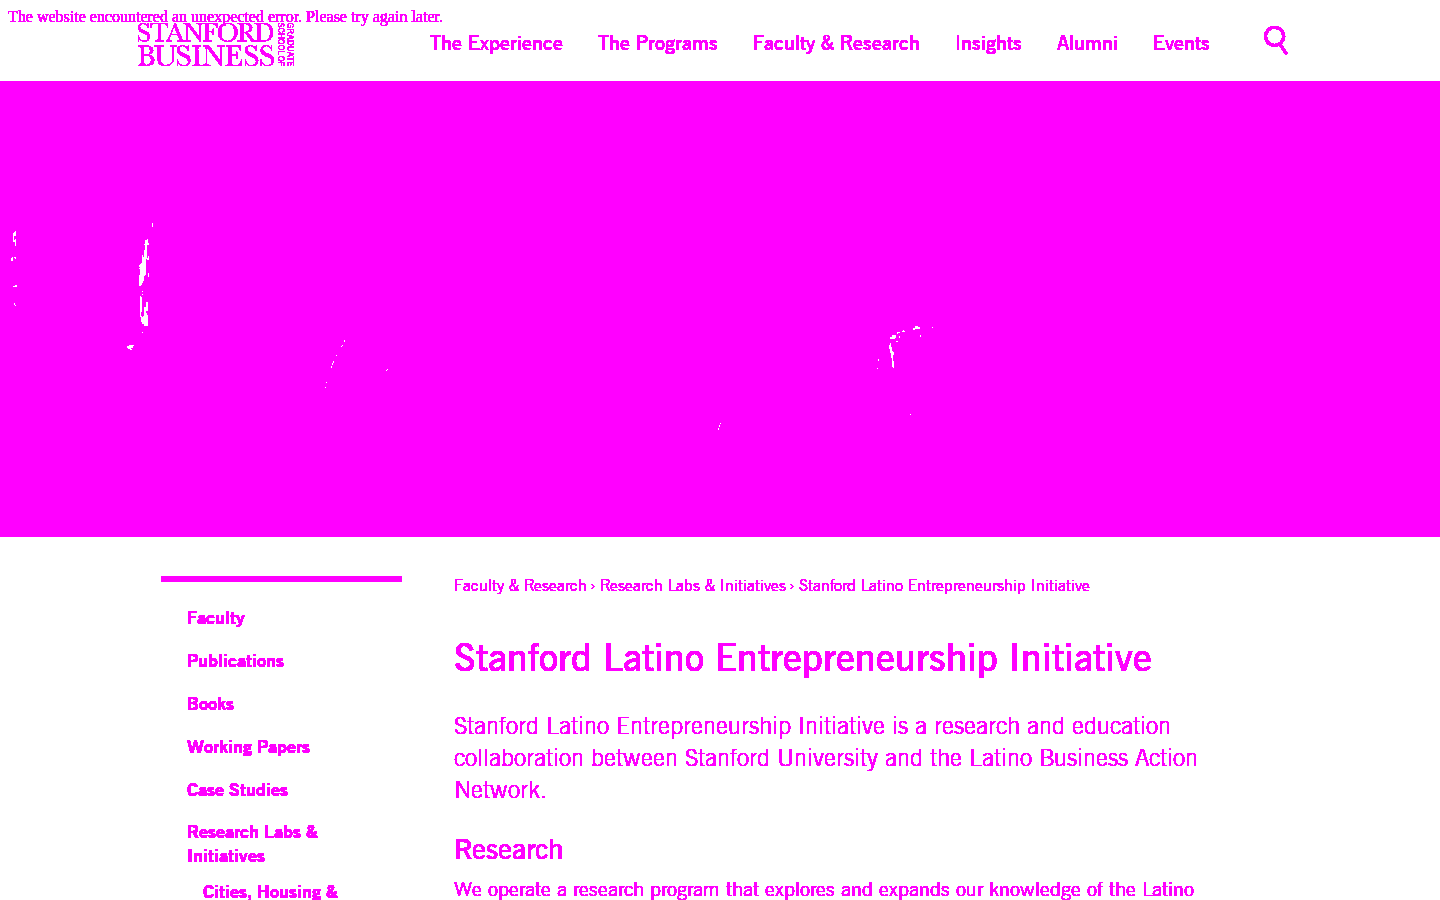 The website encountered an unexpected error. Please try again later.
STANFORD
BUSINESS
GRADUATE
SCHOOL OF
The Experience
The Programs
Faculty & Research
Insights
Alumni
Events
Faculty & Research › Research Labs & Initiatives › Stanford Latino Entrepreneurship Initiative
Faculty
Publications
Books
Working Papers
Case Studies
Research Labs &
Initiatives
Cities, Housing &
Stanford Latino Entrepreneurship Initiative
Stanford Latino Entrepreneurship Initiative is a research and education
collaboration between Stanford University and the Latino Business Action
Network.
Research
We operate a research program that explores and expands our knowledge of the Latino